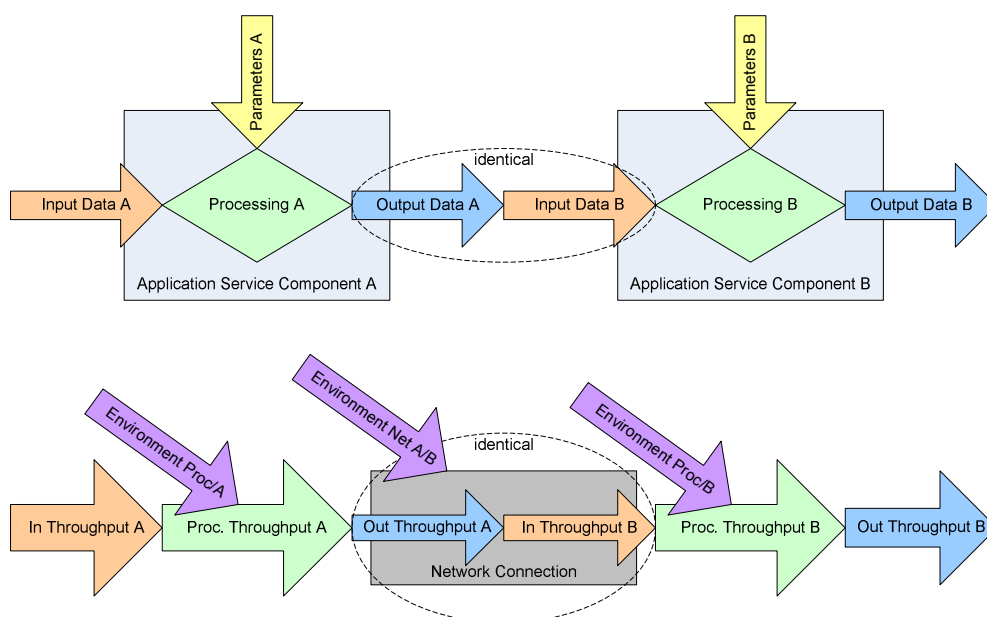 Parameters A
Parameters B
identical
Input Data A
Processing A
Output Data A
Input Data B
Processing B
Output Data B
Application Service Component A
Application Service Component B
Environment Proc/A
Environment Net A/B
Environment Proc/B
identical
In Throughput A
Proc. Throughput A
Out Throughput A
In Throughput B
Proc. Throughput B
Out Throughput B
Network Connection